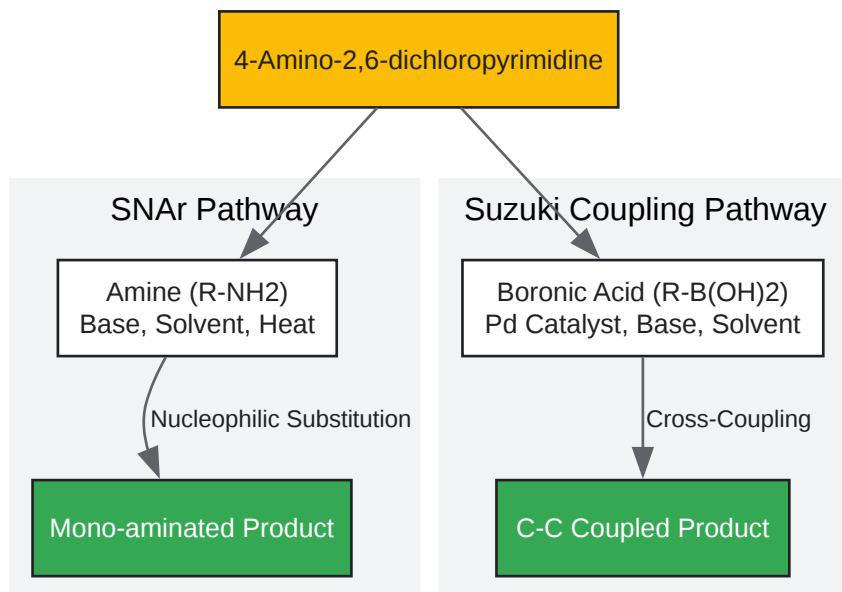 4-Amino-2,6-dichloropyrimidine
SNAr Pathway
Amine (R-NH2)
Base, Solvent, Heat
Nucleophilic Substitution
Mono-aminated Product
Suzuki Coupling Pathway
Boronic Acid (R-B(OH)2)
Pd Catalyst, Base, Solvent
Cross-Coupling
C-C Coupled Product